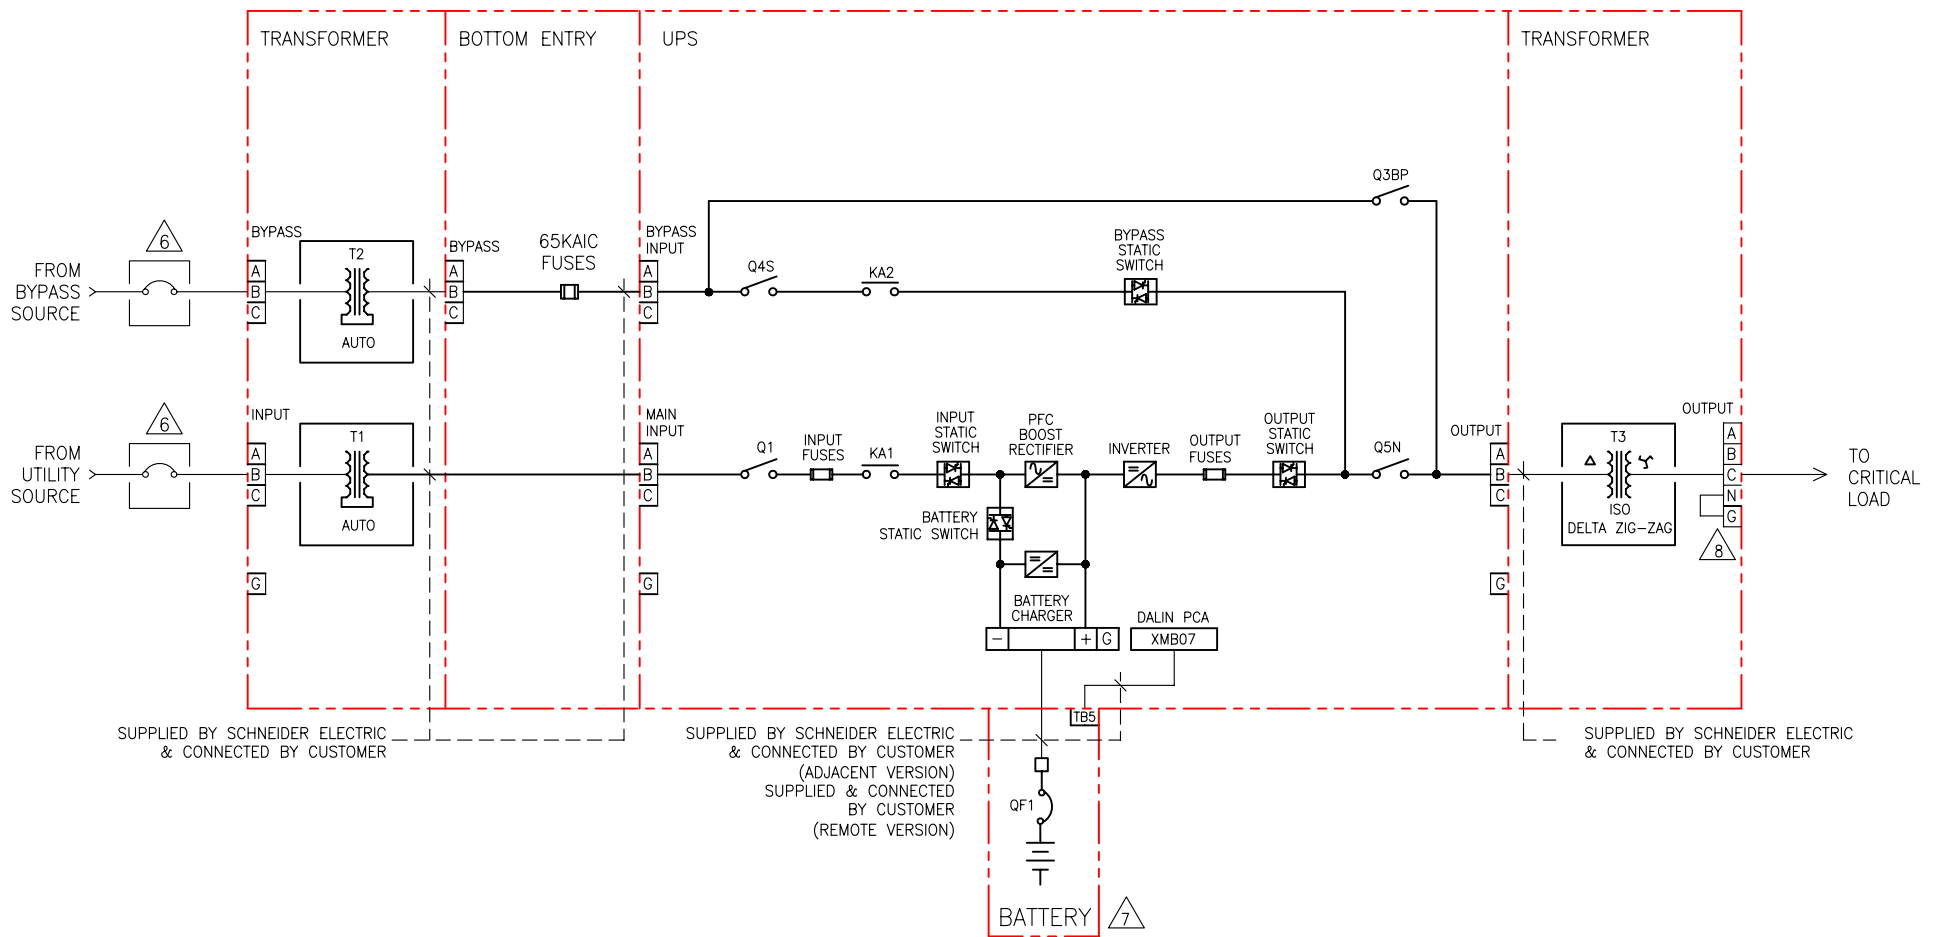 TRANSFORMER
BOTTOM ENTRY
UPS
TRANSFORMER
Q3BP
6
BYPASS
T2
AUTO
BYPASS
65KAIC
FUSES
BYPASS
INPUT
Q4S
KA2
BYPASS
STATIC
SWITCH
FROM
BYPASS
SOURCE
A
B
C
A
B
C
A
B
C
6
INPUT
T1
AUTO
MAIN
INPUT
Q1
INPUT
FUSES
KA1
INPUT
STATIC
SWITCH
PFC
BOOST
RECTIFIER
INVERTER
OUTPUT
FUSES
OUTPUT
STATIC
SWITCH
Q5N
OUTPUT
T3
ISO
DELTA ZIG-ZAG
OUTPUT
FROM
UTILITY
SOURCE
A
B
C
A
B
C
A
B
C
A
B
C
N
G
8
TO
CRITICAL
LOAD
BATTERY
STATIC SWITCH
G
G
G
BATTERY
CHARGER
- + G
DALIN PCA
XMB07
TB5
SUPPLIED BY SCHNEIDER ELECTRIC
& CONNECTED BY CUSTOMER
SUPPLIED BY SCHNEIDER ELECTRIC
& CONNECTED BY CUSTOMER
(ADJACENT VERSION)
SUPPLIED & CONNECTED
BY CUSTOMER
(REMOTE VERSION)
SUPPLIED BY SCHNEIDER ELECTRIC
& CONNECTED BY CUSTOMER
QF1
BATTERY
7